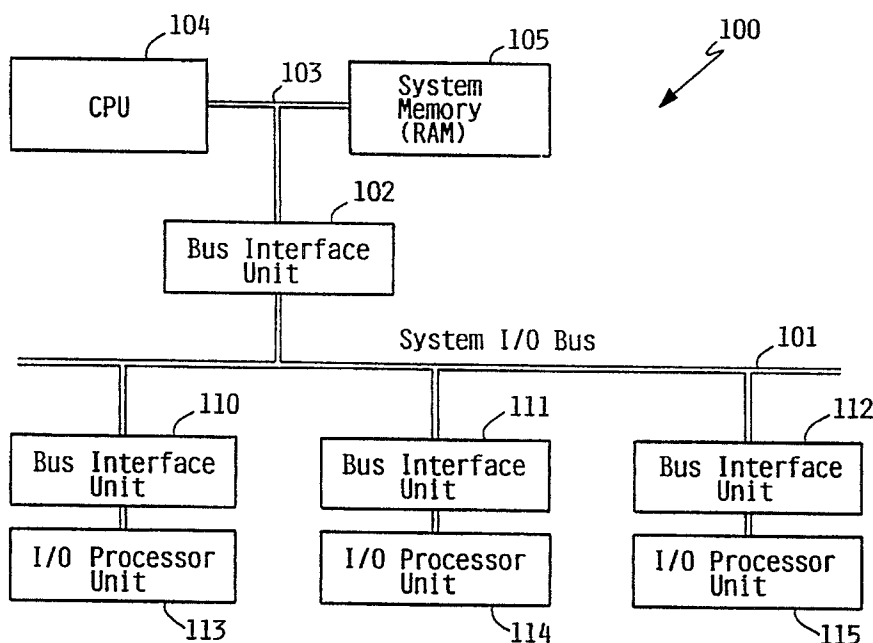 104
105
100
103
CPU
System
Memory
(RAM)
102
Bus Interface
Unit
System I/O Bus
101
110
111
112
Bus Interface
Unit
Bus Interface
Unit
Bus Interface
Unit
I/O Processor
Unit
I/O Processor
Unit
I/O Processor
Unit
113
114
115